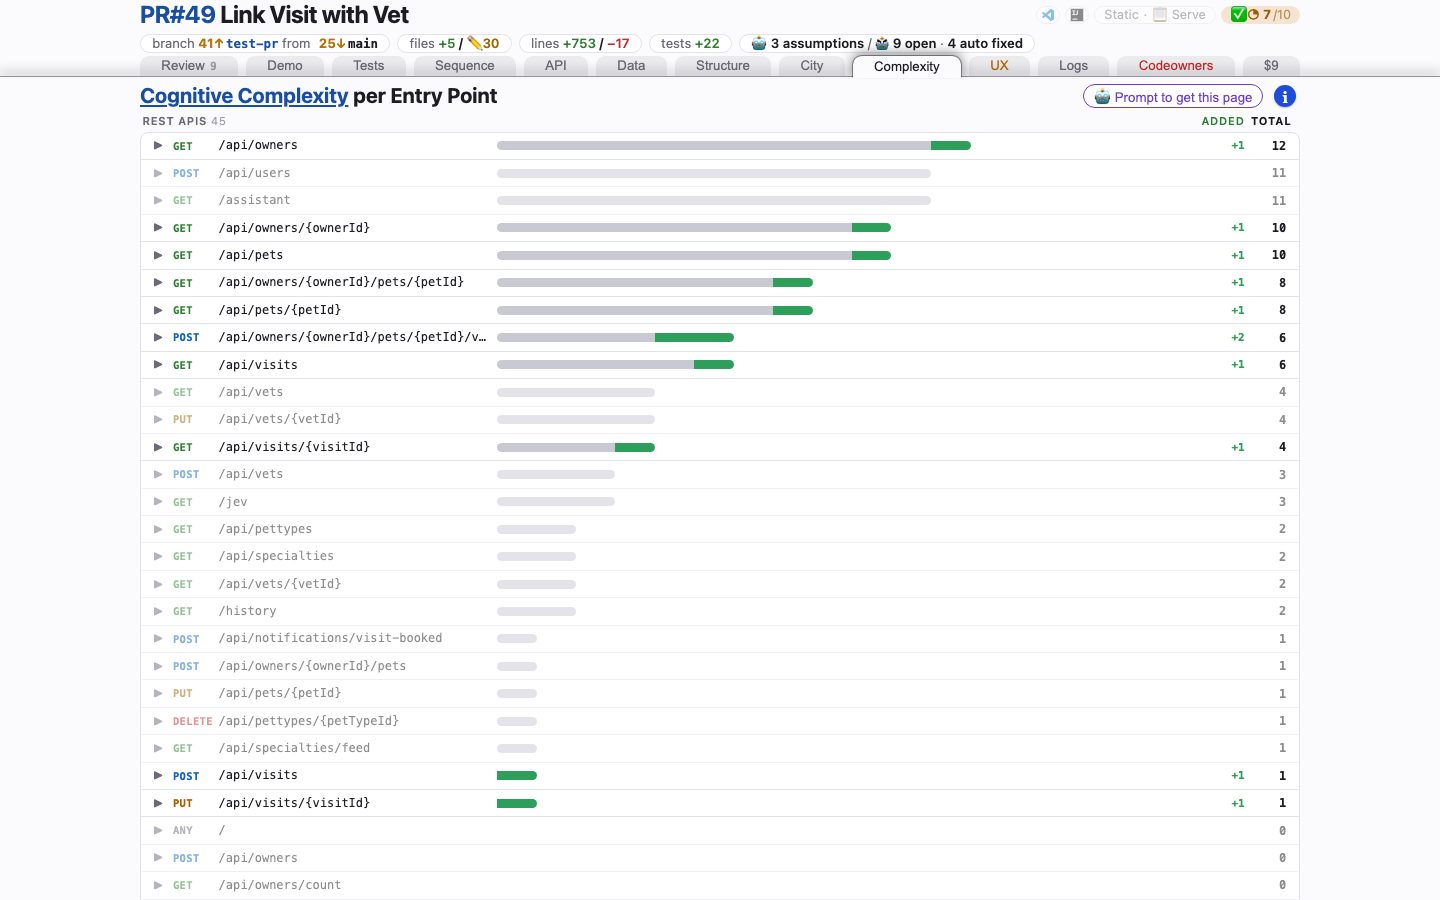 PR#49 Link Visit with Vet
Static · Serve
7/10
branch 41↑ test-pr from 25↓ main
files +5 / 30
lines +753 / −17
tests +22
3 assumptions / 9 open · 4 auto fixed
Review 9
Demo
Tests
Sequence
API
Data
Structure
City
Complexity
UX
Logs
Codeowners
$9
Cognitive Complexity per Entry Point
Prompt to get this page
i
REST APIS 45
ADDED TOTAL
▶ GET /api/owners +1 12
▶ POST /api/users 11
▶ GET /assistant 11
▶ GET /api/owners/{ownerId} +1 10
▶ GET /api/pets +1 10
▶ GET /api/owners/{ownerId}/pets/{petId} +1 8
▶ GET /api/pets/{petId} +1 8
▶ POST /api/owners/{ownerId}/pets/{petId}/v… +2 6
▶ GET /api/visits +1 6
▶ GET /api/vets 4
▶ PUT /api/vets/{vetId} 4
▶ GET /api/visits/{visitId} +1 4
▶ POST /api/vets 3
▶ GET /jev 3
▶ GET /api/pettypes 2
▶ GET /api/specialties 2
▶ GET /api/vets/{vetId} 2
▶ GET /history 2
▶ POST /api/notifications/visit-booked 1
▶ POST /api/owners/{ownerId}/pets 1
▶ PUT /api/pets/{petId} 1
▶ DELETE /api/pettypes/{petTypeId} 1
▶ GET /api/specialties/feed 1
▶ POST /api/visits +1 1
▶ PUT /api/visits/{visitId} +1 1
▶ ANY / 0
▶ POST /api/owners 0
▶ GET /api/owners/count 0